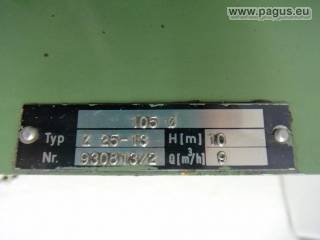 www.pagus.eu
105 Ø
Typ Z 25-13 H[m] 10
Nr. 9308113/2 Q[m³/h] 9